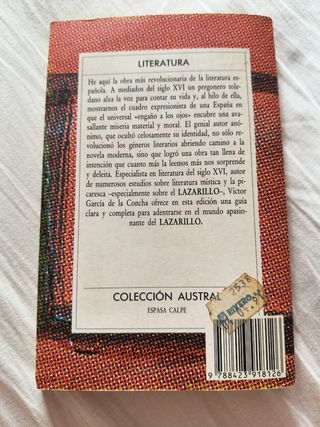 LITERATURA
He aquí la obra más revolucionaria de la literatura es-
pañola. A mediados del siglo XVI un pregonero tole-
dano alza la voz para contar su vida y, al hilo de ella,
mostrarnos el cuadro expresionista de una España en
que el universal «engaño a los ojos» encubre una ava-
sallante miseria material y moral. El genial autor anó-
nimo, que ocultó celosamente su identidad, no sólo re-
volucionó los géneros literarios abriendo camino a la
novela moderna, sino que logró una obra tan llena de
intención que cuanto más la leemos más nos sorprende
y deleita. Especialista en literatura del siglo XVI, autor
de numerosos estudios sobre literatura mística y la pi-
caresca –especialmente sobre el LAZARILLO–, Víctor
García de la Concha ofrece en esta edición una guía
clara y completa para adentrarse en el mundo apasio-
nante del LAZARILLO.
COLECCIÓN AUSTRAL
ESPASA CALPE
9 788423 918126